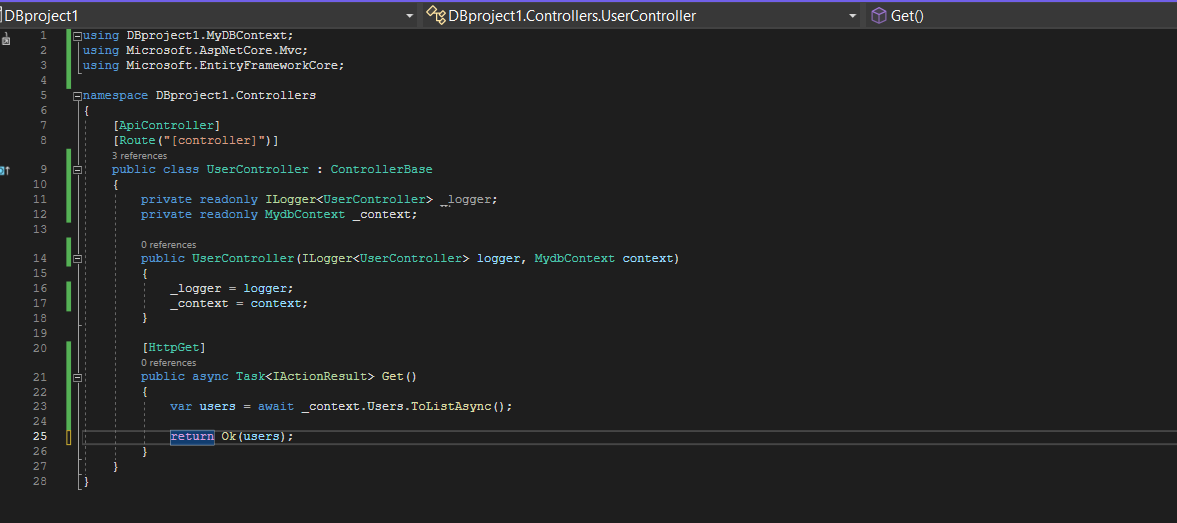 DBproject1 DBproject1.Controllers.UserController Get()
1 using DBproject1.MyDBContext;
2 using Microsoft.AspNetCore.Mvc;
3 using Microsoft.EntityFrameworkCore;
4
5 namespace DBproject1.Controllers
6 {
7 [ApiController]
8 [Route("[controller]")]
3 references
9 public class UserController : ControllerBase
10 {
11 private readonly ILogger<UserController> _logger;
12 private readonly MydbContext _context;
13
0 references
14 public UserController(ILogger<UserController> logger, MydbContext context)
15 {
16 _logger = logger;
17 _context = context;
18 }
19
20 [HttpGet]
0 references
21 public async Task<IActionResult> Get()
22 {
23 var users = await _context.Users.ToListAsync();
24
25 return Ok(users);
26 }
27 }
28 }